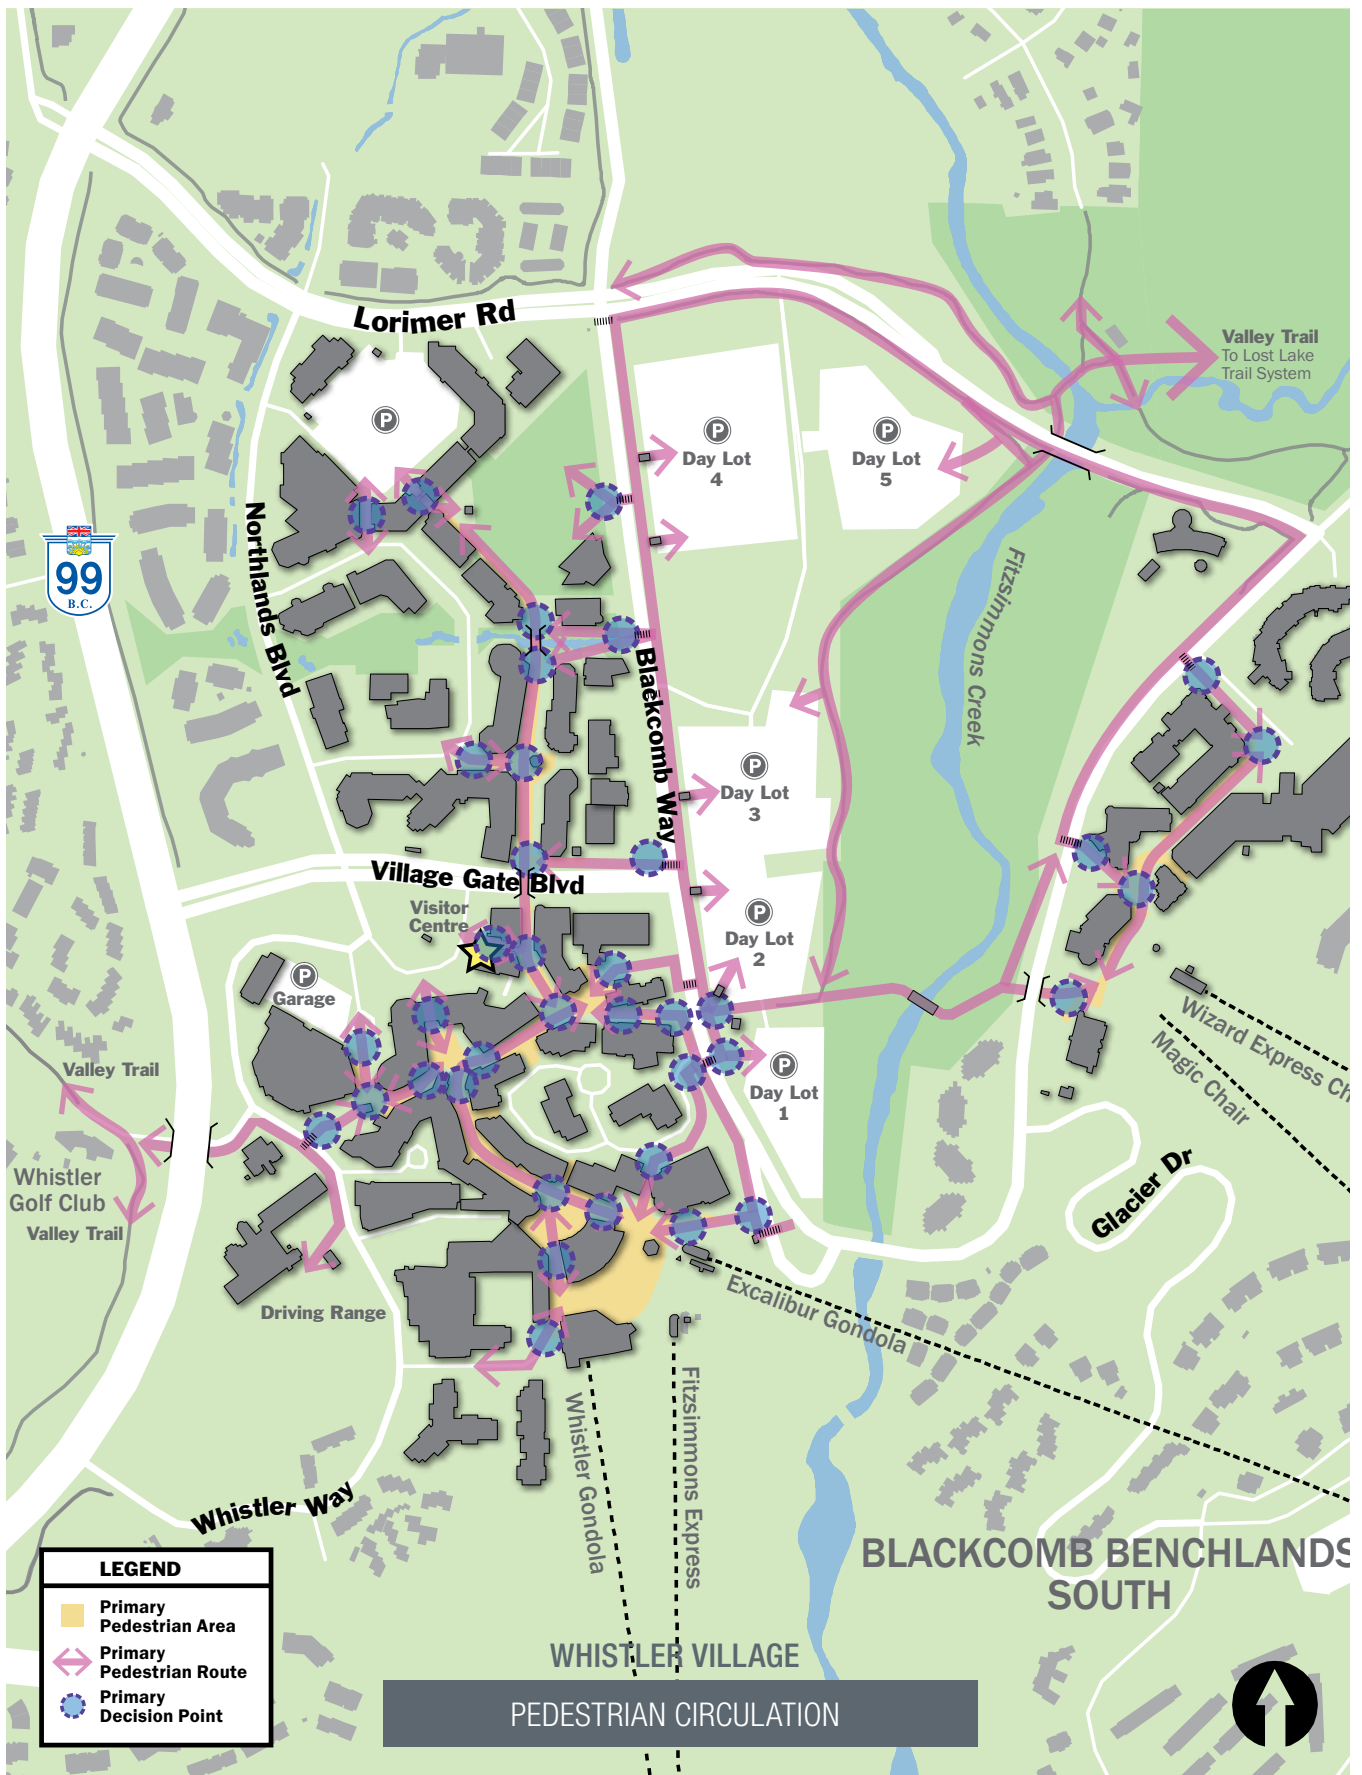 Lorimer Rd
Valley Trail
To Lost Lake
Trail System
P
P
Day Lot
4
P
Day Lot
5
Northlands Blvd
99
B.C.
Fitzsimmons Creek
Blackcomb Way
P
Day Lot
3
Village Gate Blvd
Visitor
Centre
P
Day Lot
2
P
Garage
Wizard Express Ch
Magic Chair
Valley Trail
P
Day Lot
1
Whistler
Golf Club
Valley Trail
Glacier Dr
Driving Range
Excalibur Gondola
Whistler Gondola
Fitzsimmons Express
Whistler Way
BLACKCOMB BENCHLANDS
SOUTH
LEGEND
Primary
Pedestrian Area
Primary
Pedestrian Route
Primary
Decision Point
WHISTLER VILLAGE
PEDESTRIAN CIRCULATION